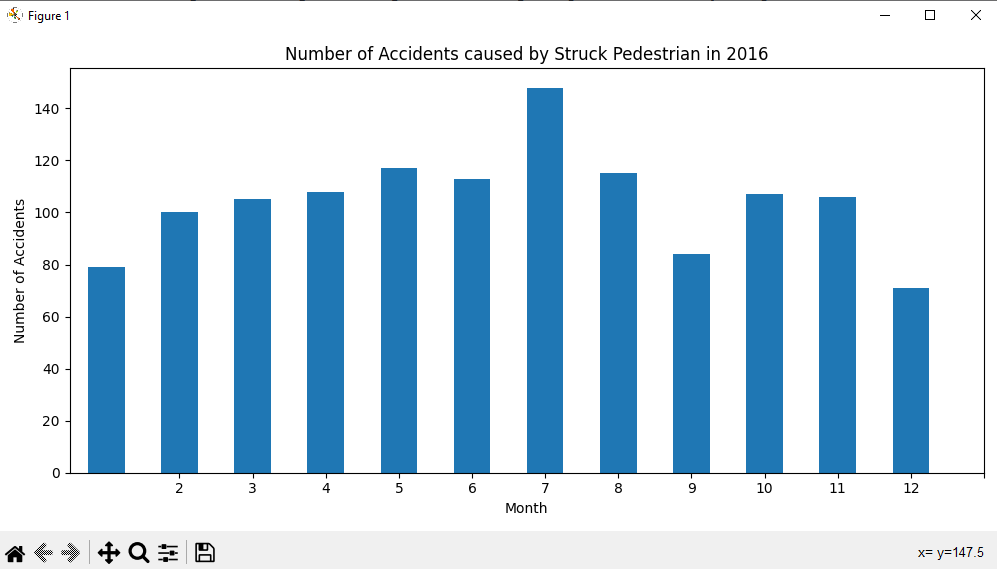 Figure 1
Number of Accidents caused by Struck Pedestrian in 2016
Number of Accidents
140
120
100
80
60
40
20
0
2 3 4 5 6 7 8 9 10 11 12
Month
x= y=147.5